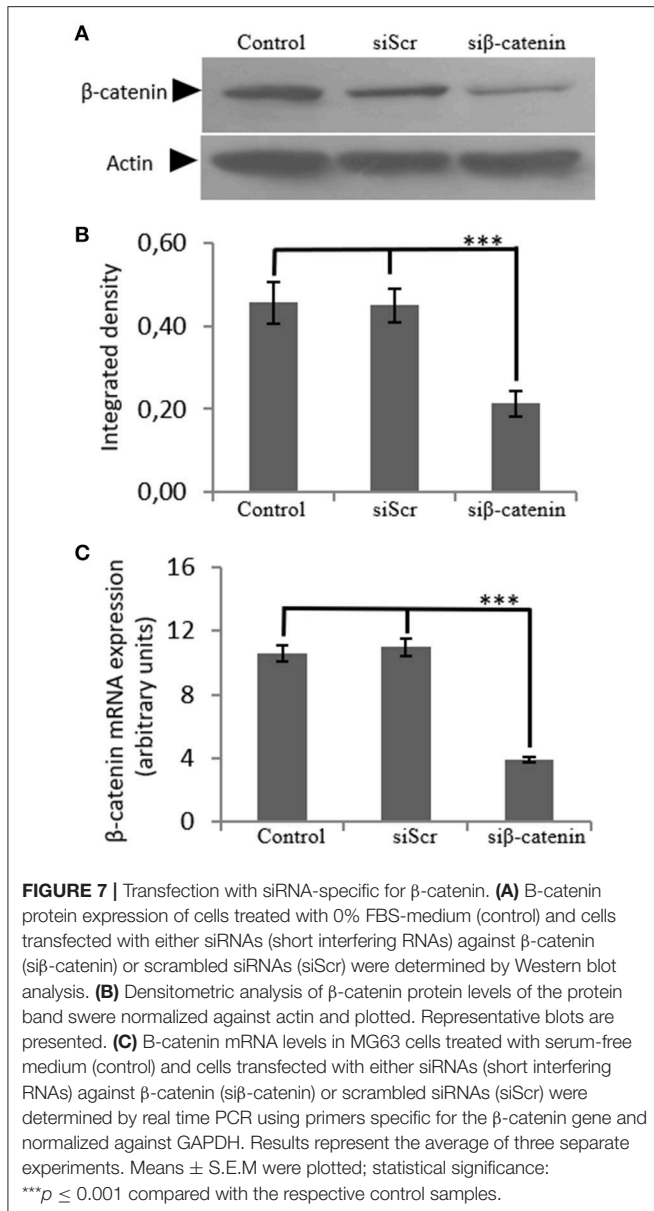 A
Control siScr siβ-catenin
β-catenin
Actin
B
Integrated density
0,60
0,40
0,20
0,00
***
Control siScr siβ-catenin
C
β-catenin mRNA expression
(arbitrary units)
16
12
8
4
0
***
Control siScr siβ-catenin
FIGURE 7 | Transfection with siRNA-specific for β-catenin. (A) B-catenin
protein expression of cells treated with 0% FBS-medium (control) and cells
transfected with either siRNAs (short interfering RNAs) against β-catenin
(siβ-catenin) or scrambled siRNAs (siScr) were determined by Western blot
analysis. (B) Densitometric analysis of β-catenin protein levels of the protein
band swere normalized against actin and plotted. Representative blots are
presented. (C) B-catenin mRNA levels in MG63 cells treated with serum-free
medium (control) and cells transfected with either siRNAs (short interfering
RNAs) against β-catenin (siβ-catenin) or scrambled siRNAs (siScr) were
determined by real time PCR using primers specific for the β-catenin gene and
normalized against GAPDH. Results represent the average of three separate
experiments. Means ± S.E.M were plotted; statistical significance:
***p ≤ 0.001 compared with the respective control samples.